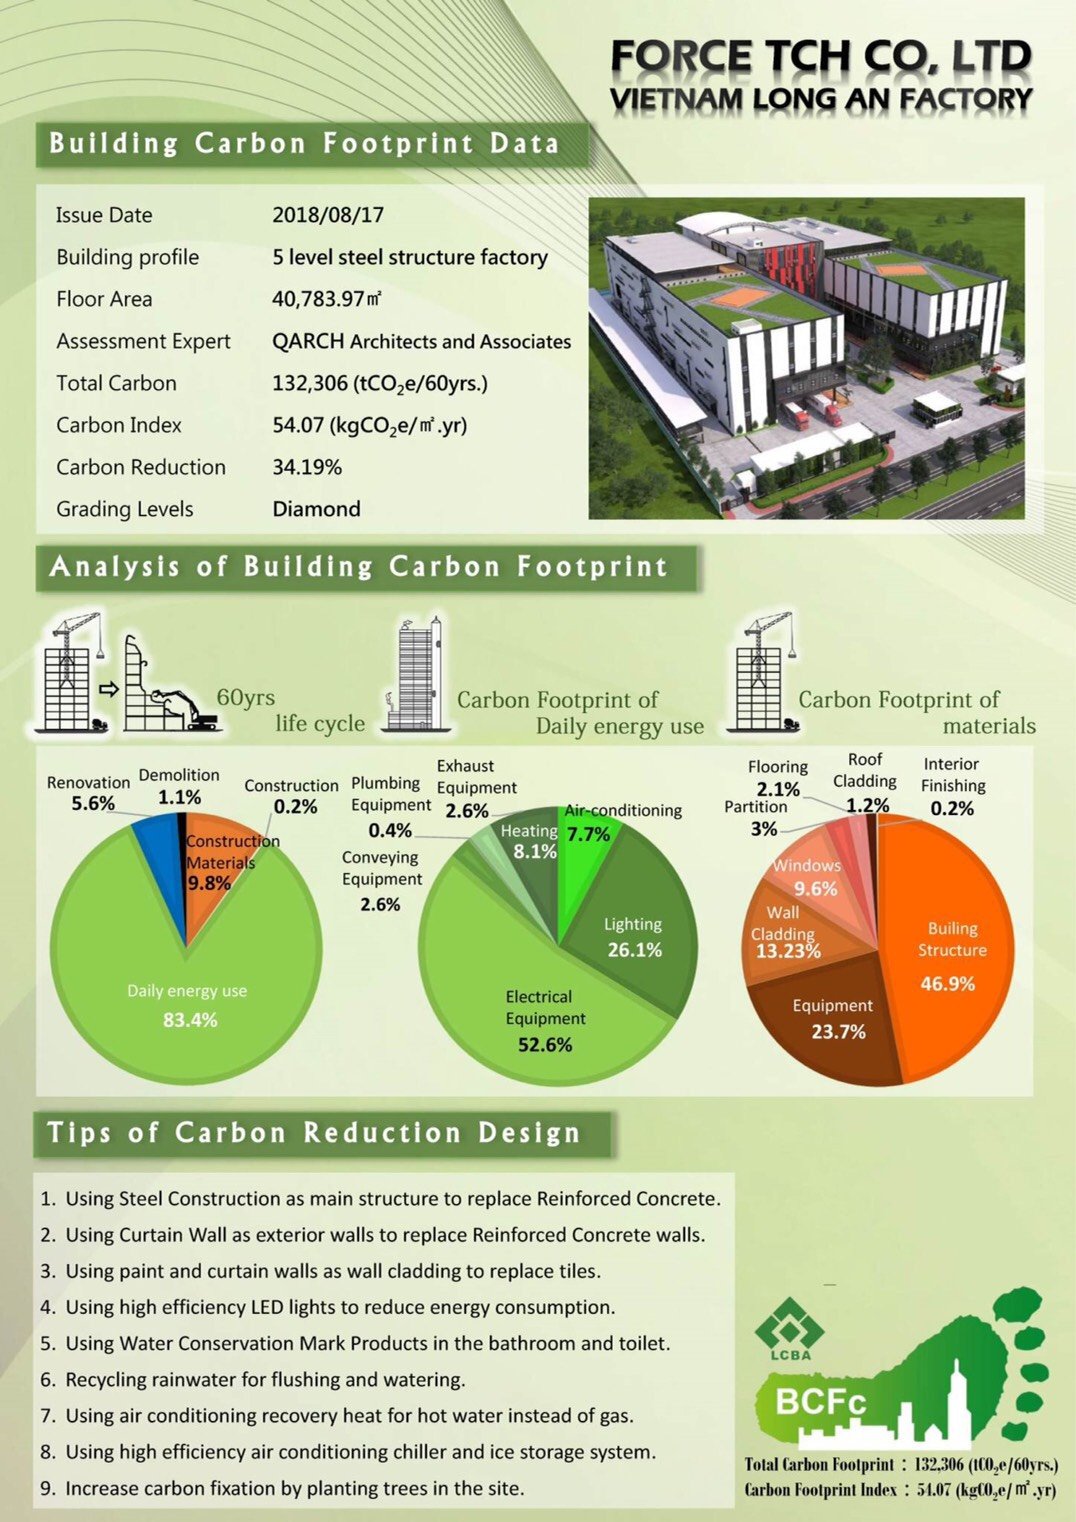 FORCE TCH CO, LTD
VIETNAM LONG AN FACTORY
Building Carbon Footprint Data
Issue Date 2018/08/17
Building profile 5 level steel structure factory
Floor Area 40,783.97㎡
Assessment Expert QARCH Architects and Associates
Total Carbon 132,306 (tCO₂e/60yrs.)
Carbon Index 54.07 (kgCO₂e/㎡.yr)
Carbon Reduction 34.19%
Grading Levels Diamond
Analysis of Building Carbon Footprint
60yrs
life cycle
Carbon Footprint of
Daily energy use
Carbon Footprint of
materials
Renovation
5.6%
Demolition
1.1%
Construction
0.2%
Construction
Materials
9.8%
Daily energy use
83.4%
Plumbing
Equipment
0.4%
Exhaust
Equipment
2.6%
Conveying
Equipment
2.6%
Heating
8.1%
Air-conditioning
7.7%
Lighting
26.1%
Electrical
Equipment
52.6%
Flooring
2.1%
Partition
3%
Roof
Cladding
1.2%
Interior
Finishing
0.2%
Windows
9.6%
Wall
Cladding
13.23%
Builing
Structure
46.9%
Equipment
23.7%
Tips of Carbon Reduction Design
1. Using Steel Construction as main structure to replace Reinforced Concrete.
2. Using Curtain Wall as exterior walls to replace Reinforced Concrete walls.
3. Using paint and curtain walls as wall cladding to replace tiles.
4. Using high efficiency LED lights to reduce energy consumption.
5. Using Water Conservation Mark Products in the bathroom and toilet.
6. Recycling rainwater for flushing and watering.
7. Using air conditioning recovery heat for hot water instead of gas.
8. Using high efficiency air conditioning chiller and ice storage system.
9. Increase carbon fixation by planting trees in the site.
LCBA
BCFc
Total Carbon Footprint : 132,306 (tCO₂e/60yrs.)
Carbon Footprint Index : 54.07 (kgCO₂e/㎡.yr)